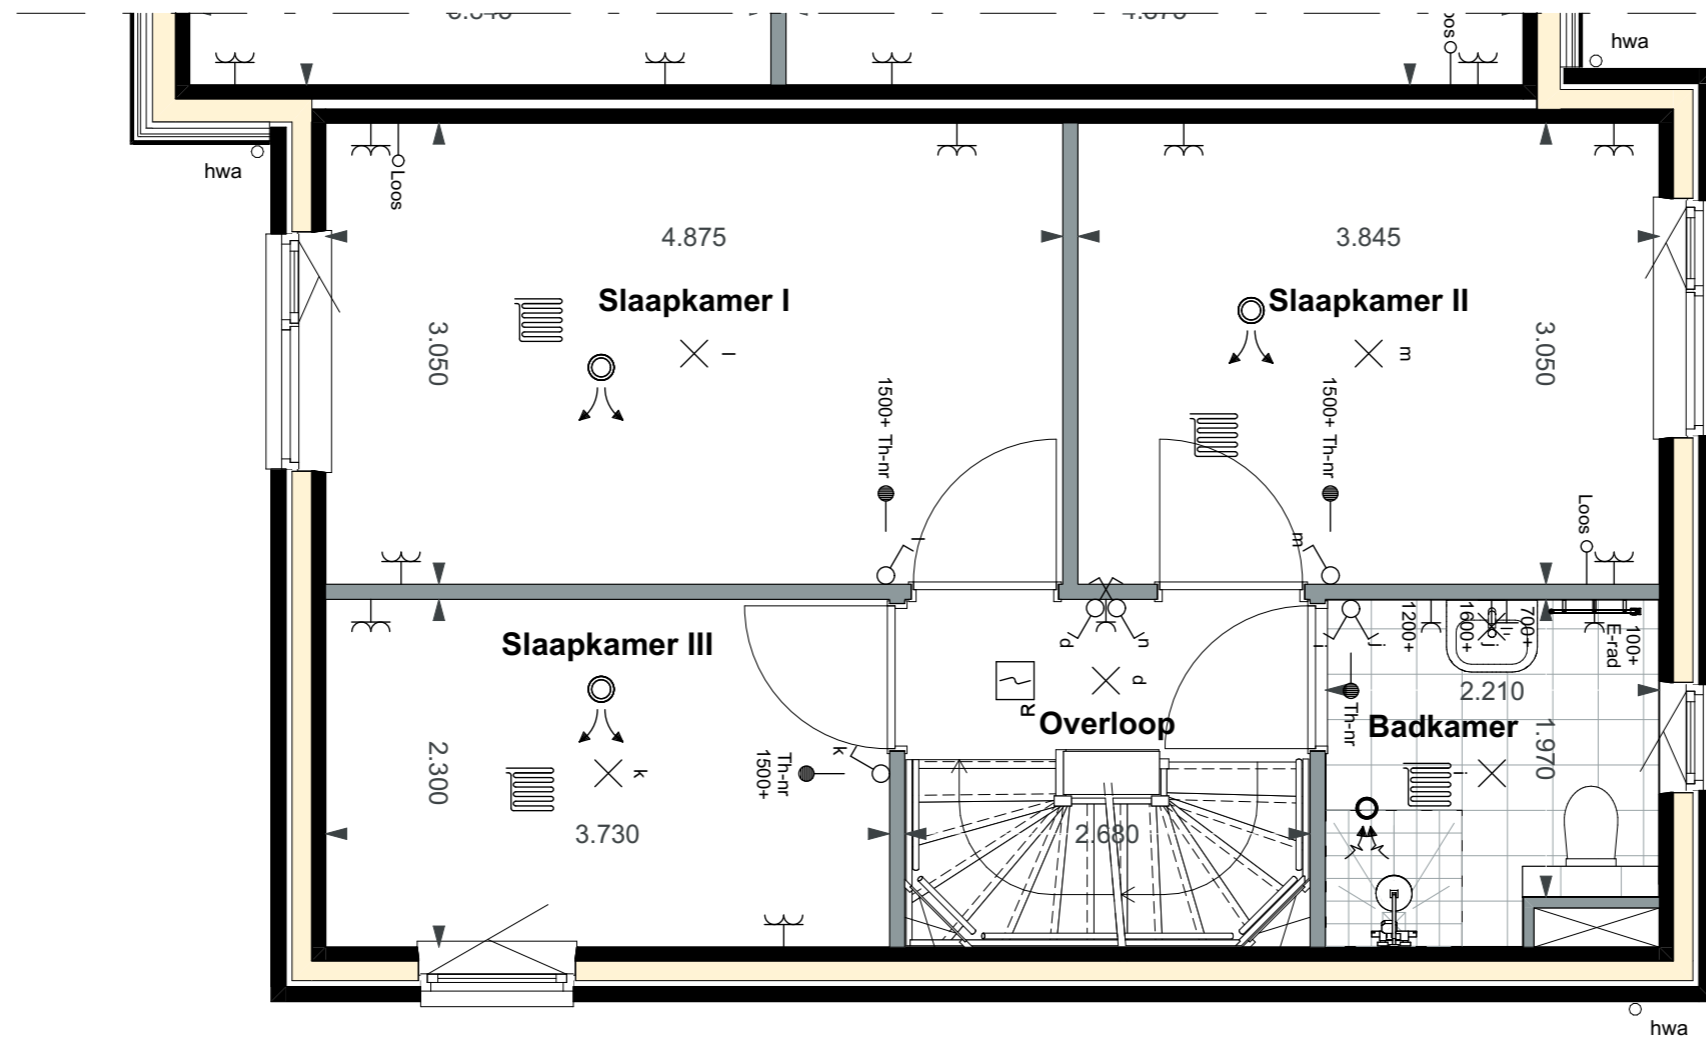 hwa
hwa
Loos
4.875
3.845
Slaapkamer I
Slaapkamer II
3.050
l
m
3.050
1500+ Th-nr
1500+ Th-nr
Loos
l
m
Slaapkamer III
d
n
i
j
1200+
1600+
j
700+
100+
E-rad
R
d
2.210
Overloop
Th-nr
Badkamer
1.970
2.300
k
Th-nr
1500+
k
i
3.730
2.680
hwa